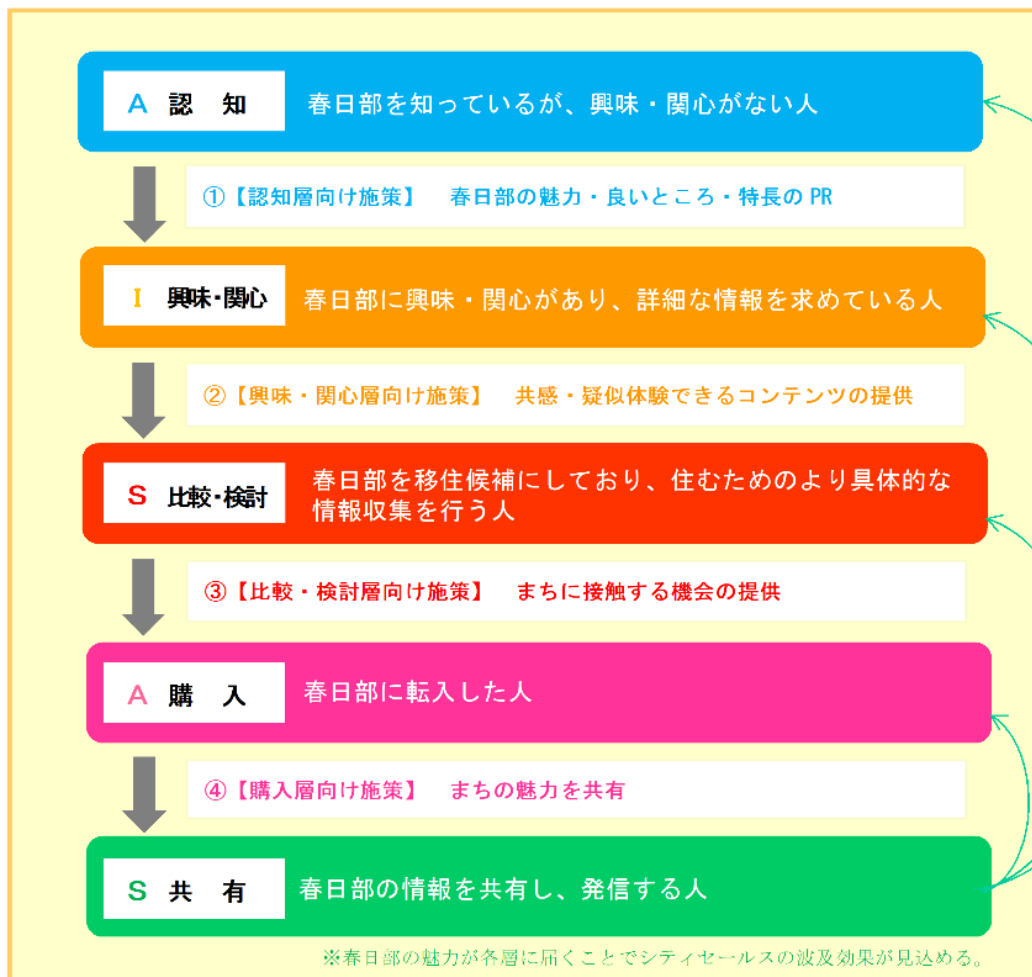 A 認 知 春日部を知っているが、興味・関心がない人
①【認知層向け施策】 春日部の魅力・良いところ・特長の PR
I 興味・関心 春日部に興味・関心があり、詳細な情報を求めている人
②【興味・関心層向け施策】 共感・疑似体験できるコンテンツの提供
S 比較・検討 春日部を移住候補にしており、住むためのより具体的な
情報収集を行う人
③【比較・検討層向け施策】 まちに接触する機会の提供
A 購 入 春日部に転入した人
④【購入層向け施策】 まちの魅力を共有
S 共 有 春日部の情報を共有し、発信する人
※春日部の魅力が各層に届くことでシティセールスの波及効果が見込める。